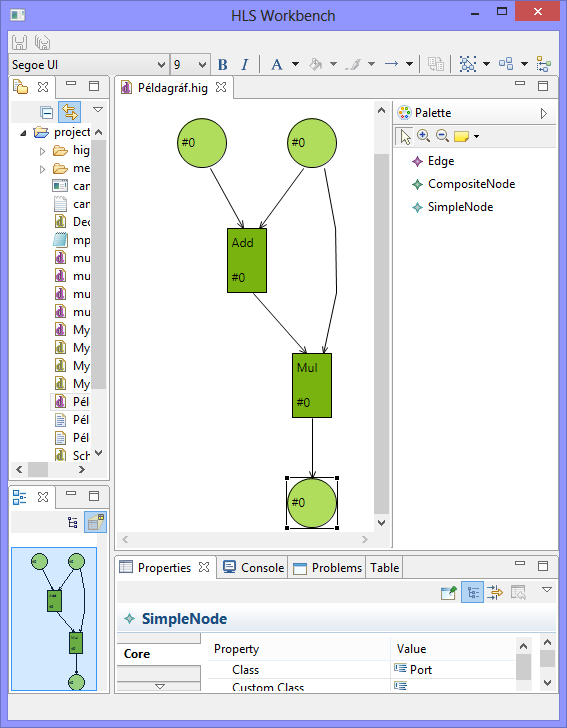 HLS Workbench
Segoe UI
9
B
I
A
Példagráf.hig
project
hig
me
can
can
Dec
mp
mu
mu
mu
mu
My
My
My
My
Pél
Pél
Pél
Sch
#0
#0
Add
#0
Mul
#0
#0
Palette
Edge
CompositeNode
SimpleNode
Properties
Console
Problems
Table
SimpleNode
Core
Property
Value
Class
Port
Custom Class